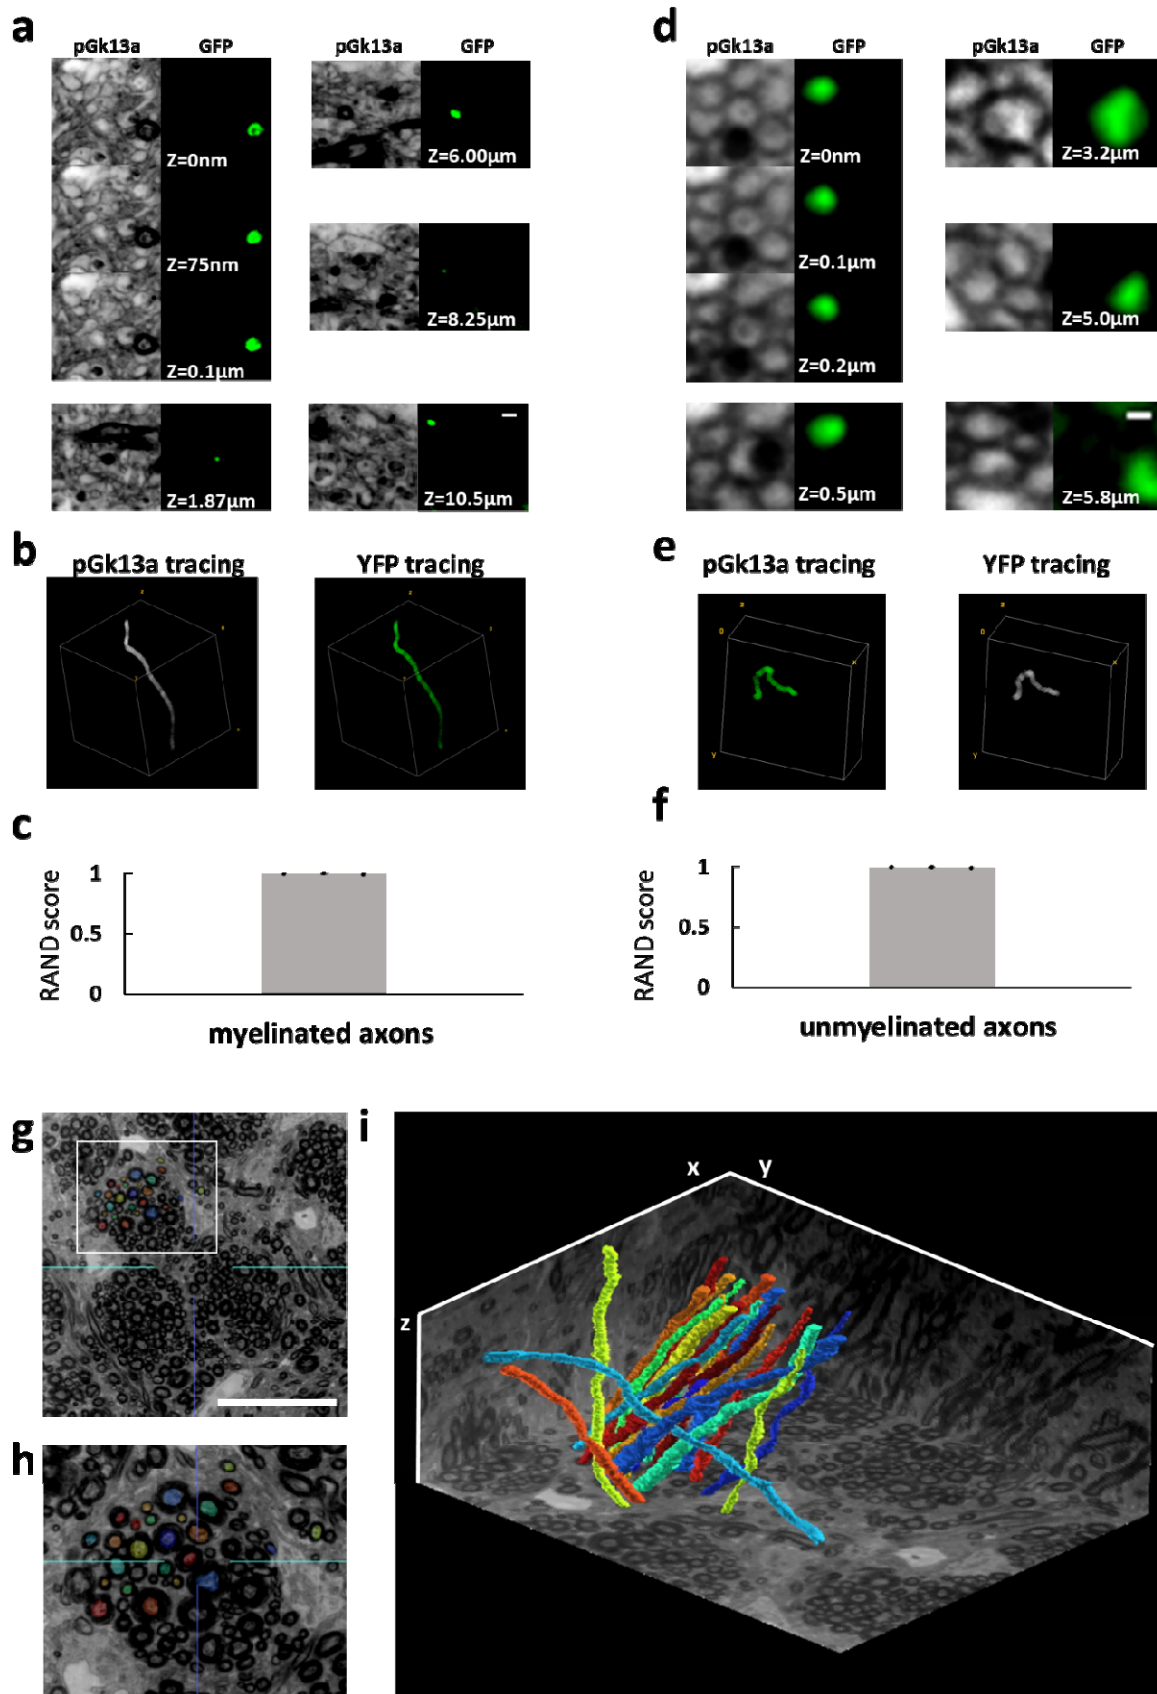 a
pGk13a GFP pGk13a GFP
Z=0nm
Z=75nm
Z=0.1µm
Z=1.87µm
Z=6.00µm
Z=8.25µm
Z=10.5µm
d
pGk13a GFP pGk13a GFP
Z=0nm
Z=0.1µm
Z=0.2µm
Z=0.5µm
Z=3.2µm
Z=5.0µm
Z=5.8µm
b
pGk13a tracing YFP tracing
e
pGk13a tracing YFP tracing
z
z
0
x
y
0
x
y
c
RAND score
1
0.5
0
myelinated axons
f
RAND score
1
0.5
0
unmyelinated axons
g
h
i
x y
z